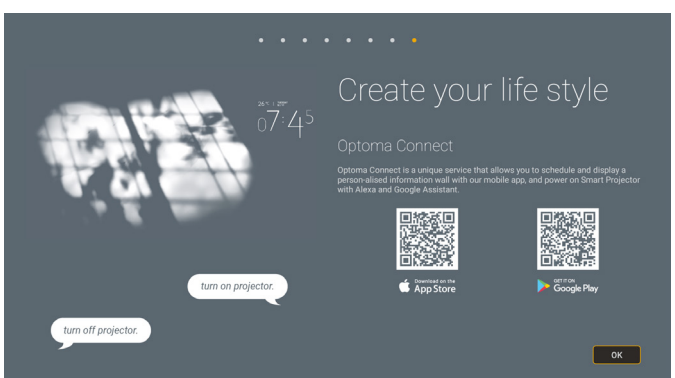 Create your life style
26°c
07:45
Optoma Connect
Optoma Connect is a unique service that allows you to schedule and display a
person-alised information wall with our mobile app, and power on Smart Projector
with Alexa and Google Assistant.
turn on projector.
turn off projector.
Download on the
App Store
GET IT ON
Google Play
OK